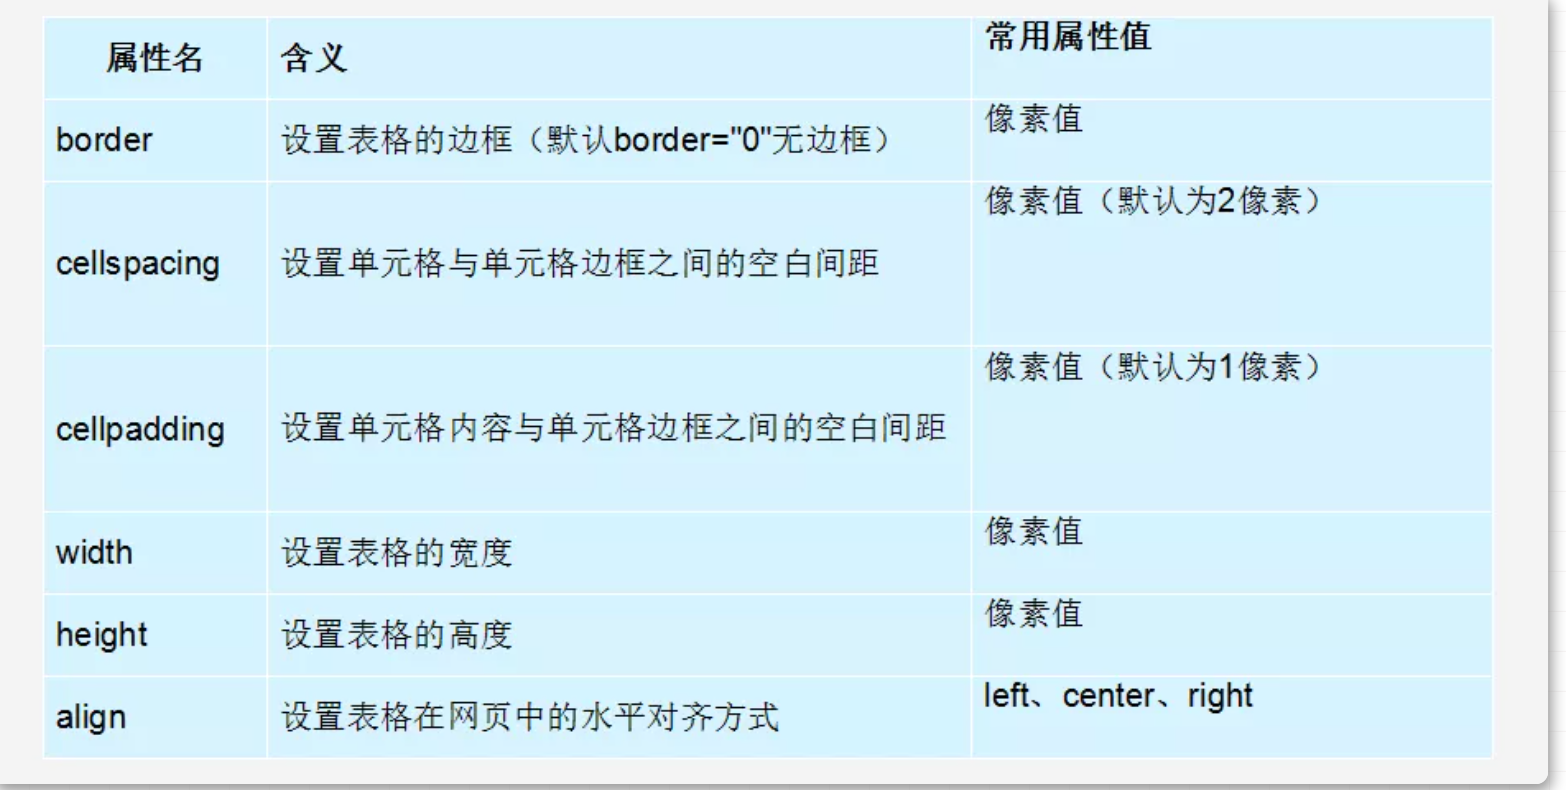 属性名 含义 常用属性值
border 设置表格的边框（默认border="0"无边框） 像素值
cellspacing 设置单元格与单元格边框之间的空白间距 像素值（默认为2像素）
cellpadding 设置单元格内容与单元格边框之间的空白间距 像素值（默认为1像素）
width 设置表格的宽度 像素值
height 设置表格的高度 像素值
align 设置表格在网页中的水平对齐方式 left、center、right